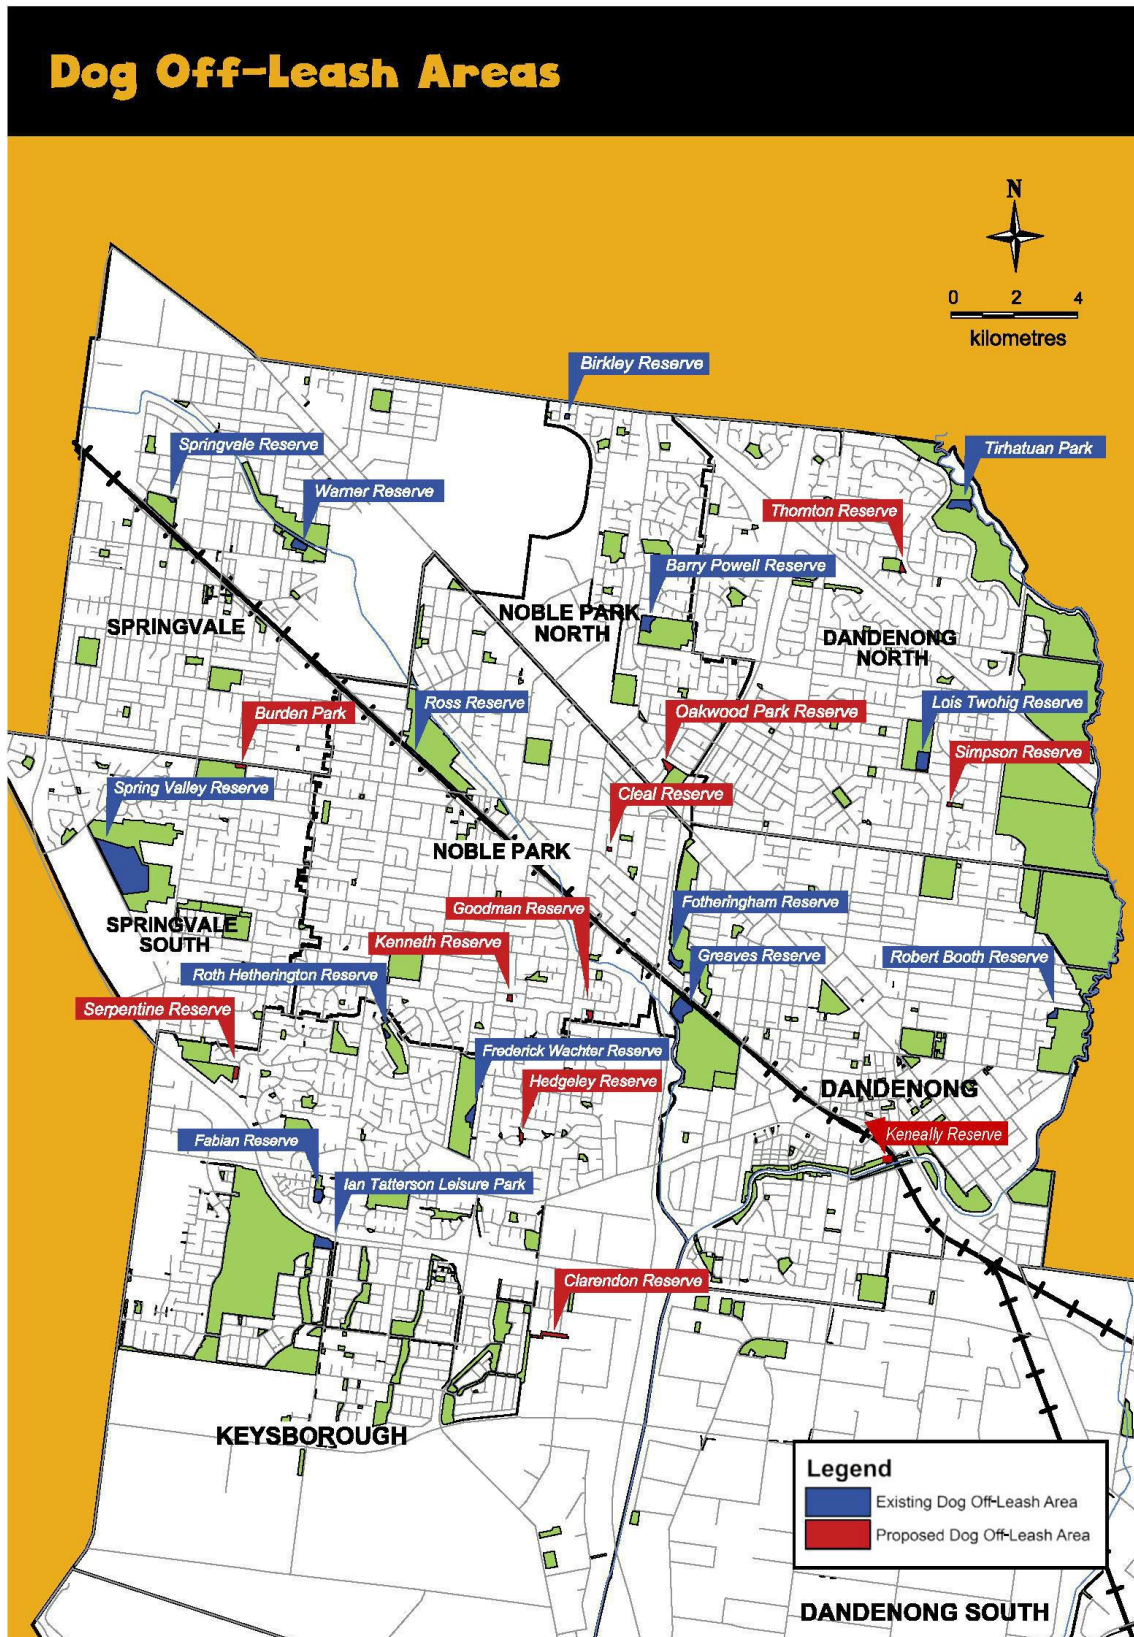 Dog Off-Leash Areas
N
0 2 4
kilometres
Birkley Reserve
Springvale Reserve
Tirhatuan Park
Warner Reserve
Thornton Reserve
Barry Powell Reserve
NOBLE PARK
NORTH
SPRINGVALE
DANDENONG
NORTH
Ross Reserve
Lois Twohig Reserve
Burden Park
Oakwood Park Reserve
Simpson Reserve
Spring Valley Reserve
Cleal Reserve
NOBLE PARK
Fotheringham Reserve
Goodman Reserve
SPRINGVALE
SOUTH
Kenneth Reserve
Greaves Reserve
Robert Booth Reserve
Roth Hetherington Reserve
Serpentine Reserve
Frederick Wachter Reserve
Hedgeley Reserve
DANDENONG
Keneally Reserve
Fabian Reserve
Ian Tatterson Leisure Park
Clarendon Reserve
KEYSBOROUGH
Legend
Existing Dog Off-Leash Area
Proposed Dog Off-Leash Area
DANDENONG SOUTH